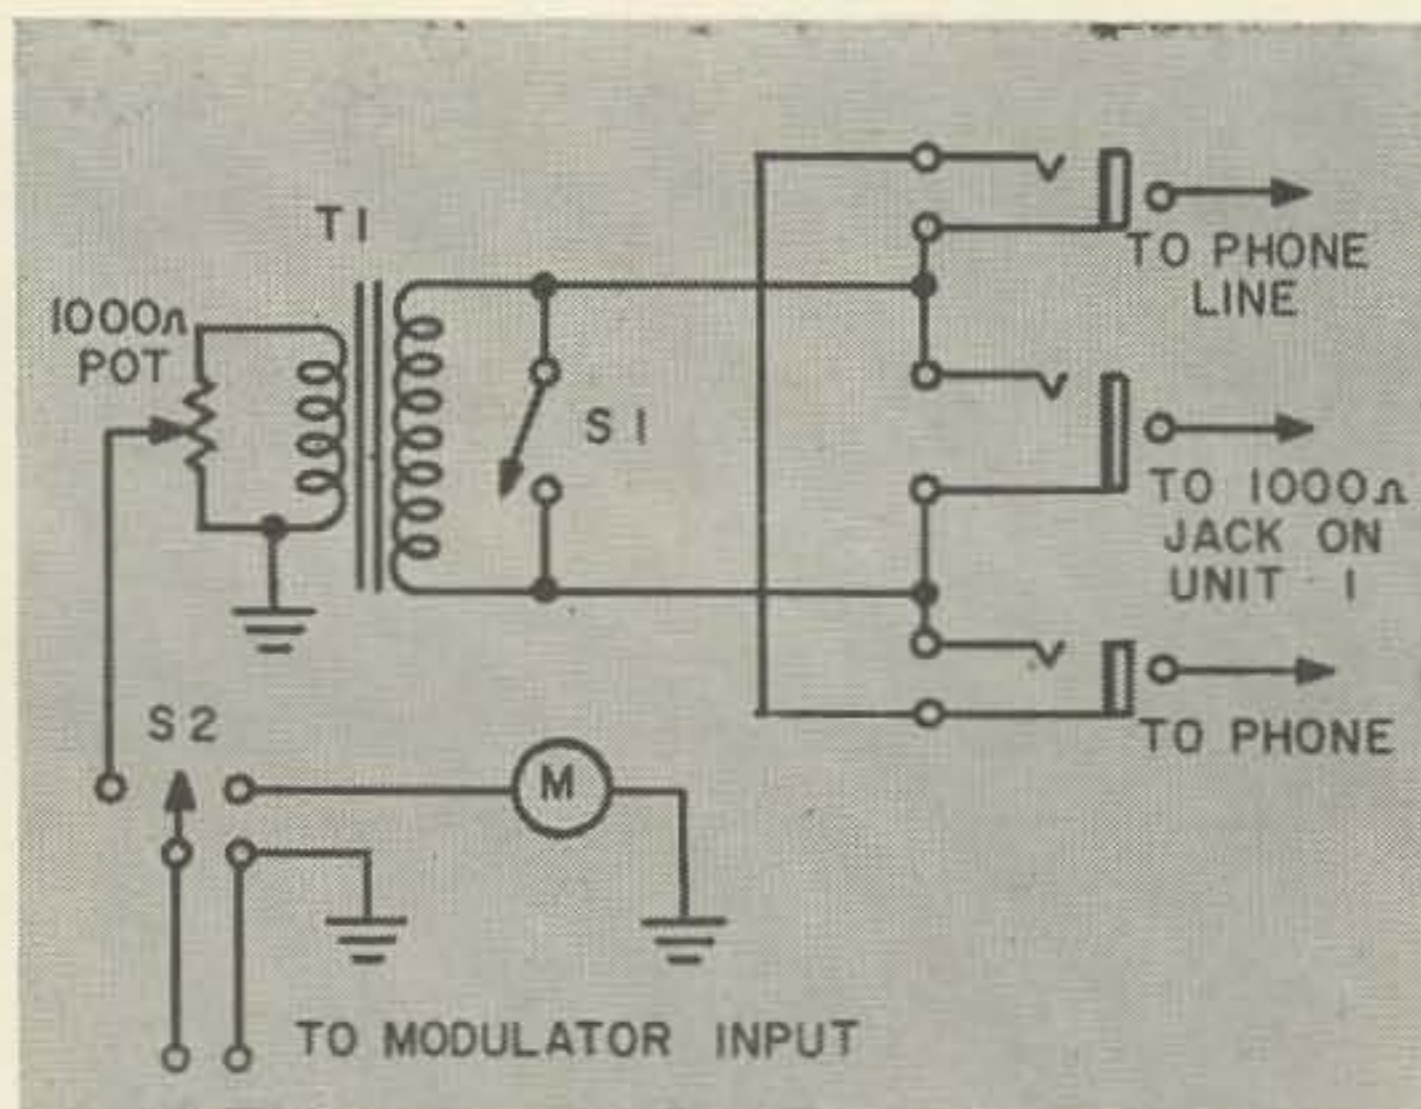 T1
1000Ω
POT
S1
TO PHONE
LINE
TO 1000Ω
JACK ON
UNIT 1
TO PHONE
S2
M
TO MODULATOR INPUT